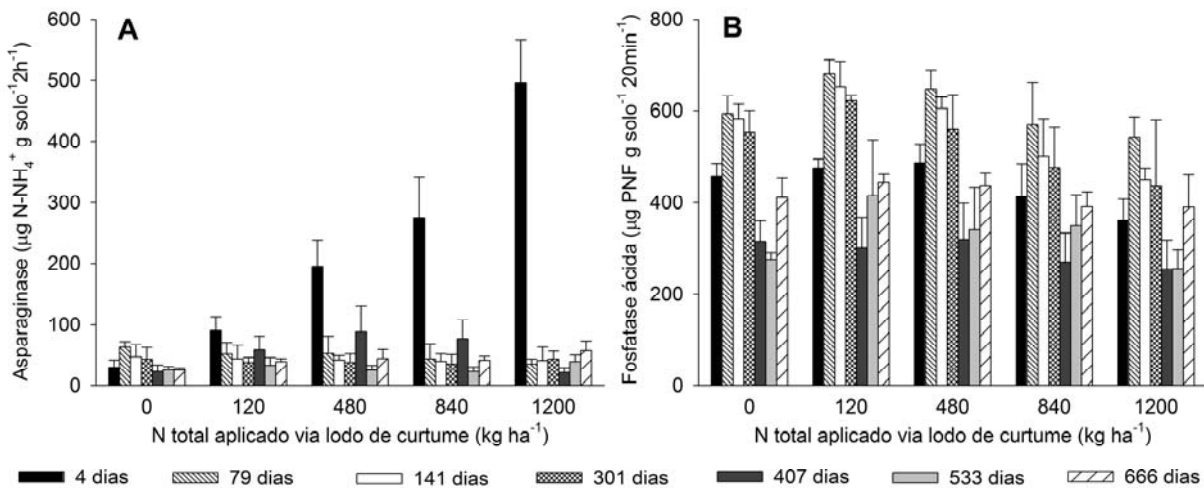 A
Asparaginase (µg N-NH₄⁺ g solo⁻¹2h⁻¹)
600
500
400
300
200
100
0
0 120 480 840 1200
N total aplicado via lodo de curtume (kg ha⁻¹)
B
Fosfatase ácida (µg PNF g solo⁻¹ 20min⁻¹)
800
600
400
200
0
0 120 480 840 1200
N total aplicado via lodo de curtume (kg ha⁻¹)
4 dias 79 dias 141 dias 301 dias 407 dias 533 dias 666 dias